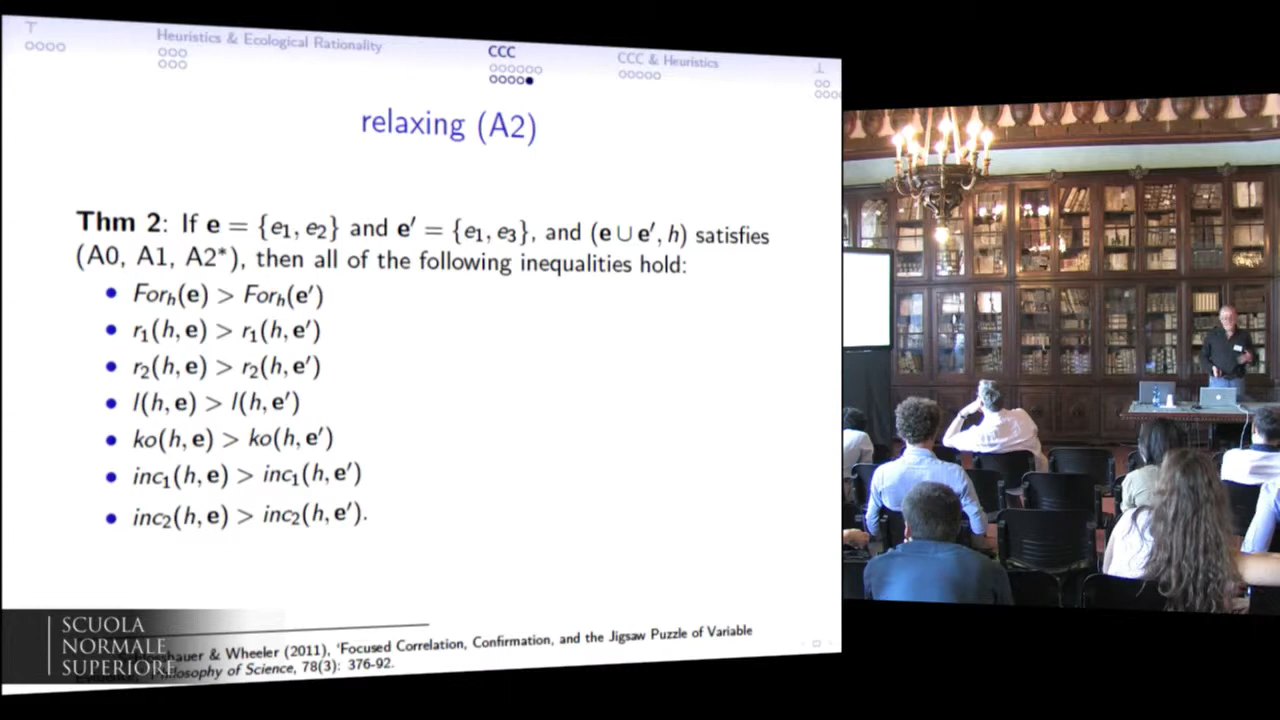 ⊤
Heuristics & Ecological Rationality
CCC
CCC & Heuristics
⊥
relaxing (A2)
Thm 2: If e = {e₁, e₂} and e′ = {e₁, e₃}, and (e ∪ e′, h) satisfies
(A0, A1, A2*), then all of the following inequalities hold:
• Forₕ(e) > Forₕ(e′)
• r₁(h, e) > r₁(h, e′)
• r₂(h, e) > r₂(h, e′)
• l(h, e) > l(h, e′)
• ko(h, e) > ko(h, e′)
• inc₁(h, e) > inc₁(h, e′)
• inc₂(h, e) > inc₂(h, e′).
& Wheeler (2011), 'Focused Correlation, Confirmation, and the Jigsaw Puzzle of Variable
Philosophy of Science, 78(3): 376-92.
SCUOLA
NORMALE
SUPERIORE